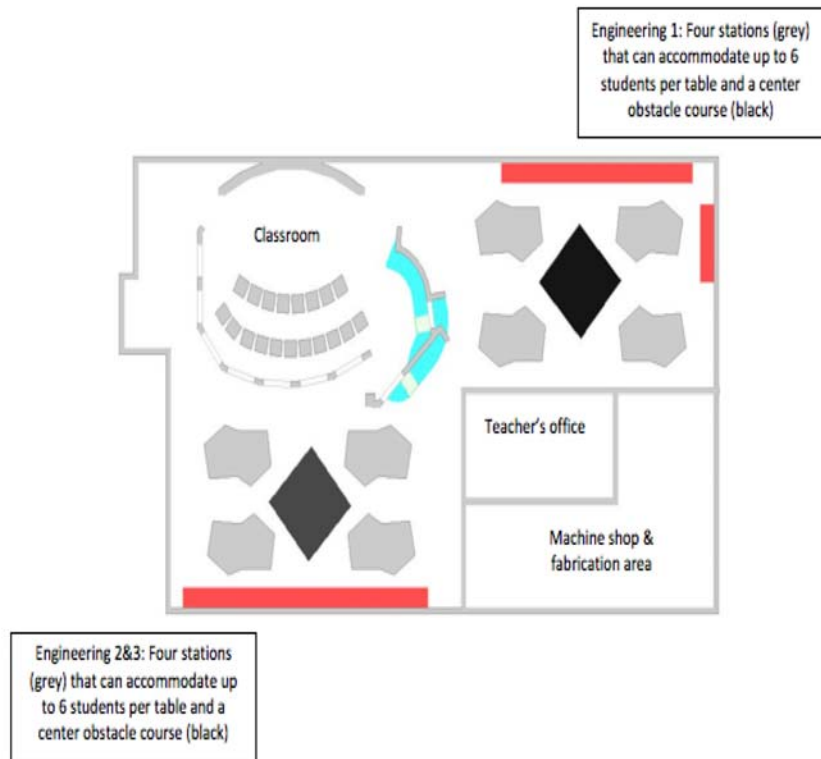 Engineering 1: Four stations (grey)
that can accommodate up to 6
students per table and a center
obstacle course (black)
Classroom
Teacher's office
Machine shop &
fabrication area
Engineering 2&3: Four stations
(grey) that can accommodate up
to 6 students per table and a
center obstacle course (black)